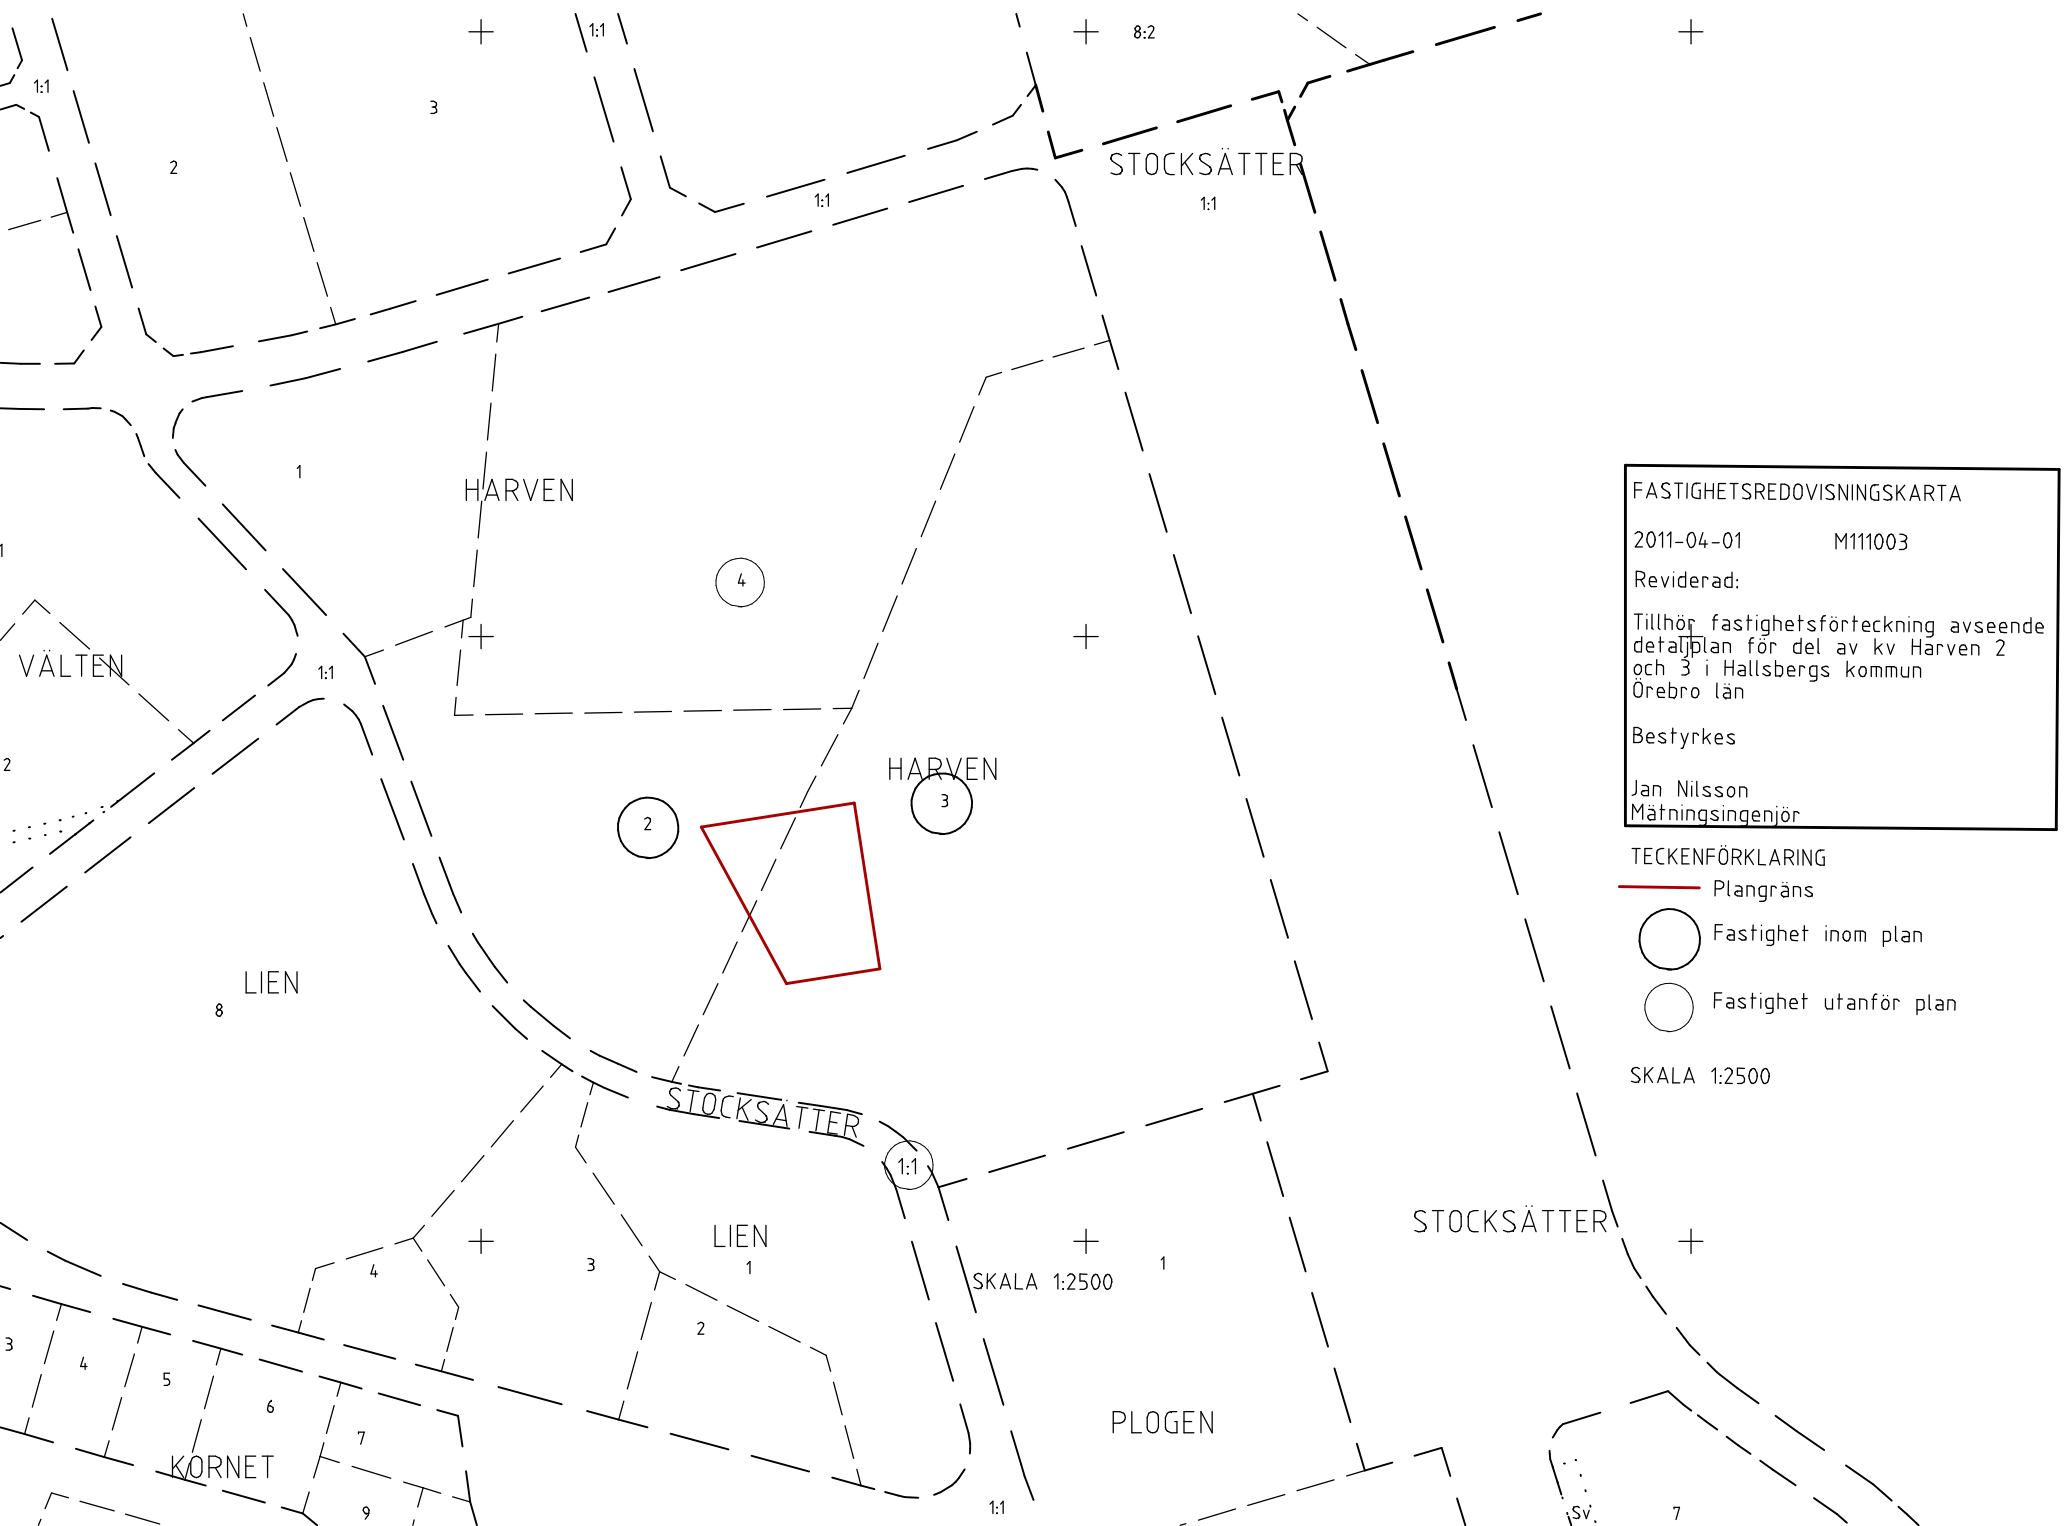 1:1
8:2
1:1
3
2
STOCKSÄTTER
1:1
1:1
1
HARVEN
1
4
VÄLTEN
1:1
2
HARVEN
3
2
LIEN
8
STOCKSÄTTER
1:1
STOCKSÄTTER
LIEN
1
3
4
SKALA 1:2500
1
2
3
4
5
6
7
9
KORNET
PLOGEN
1:1
Sv
7
FASTIGHETSREDOVISNINGSKARTA
2011-04-01 M111003
Reviderad:
Tillhör fastighetsförteckning avseende
detaljplan för del av kv Harven 2
och 3 i Hallsbergs kommun
Örebro län
Bestyrkes
Jan Nilsson
Mätningsingenjör
TECKENFÖRKLARING
Plangräns
Fastighet inom plan
Fastighet utanför plan
SKALA 1:2500